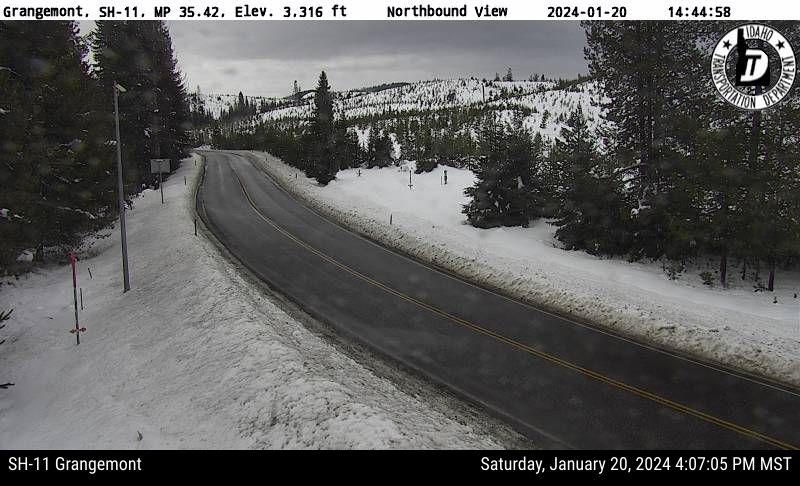 Grangemont, SH-11, MP 35.42, Elev. 3,316 ft Northbound View 2024-01-20 14:44:58
IDAHO
TRANSPORTATION DEPARTMENT
SH-11 Grangemont Saturday, January 20, 2024 4:07:05 PM MST